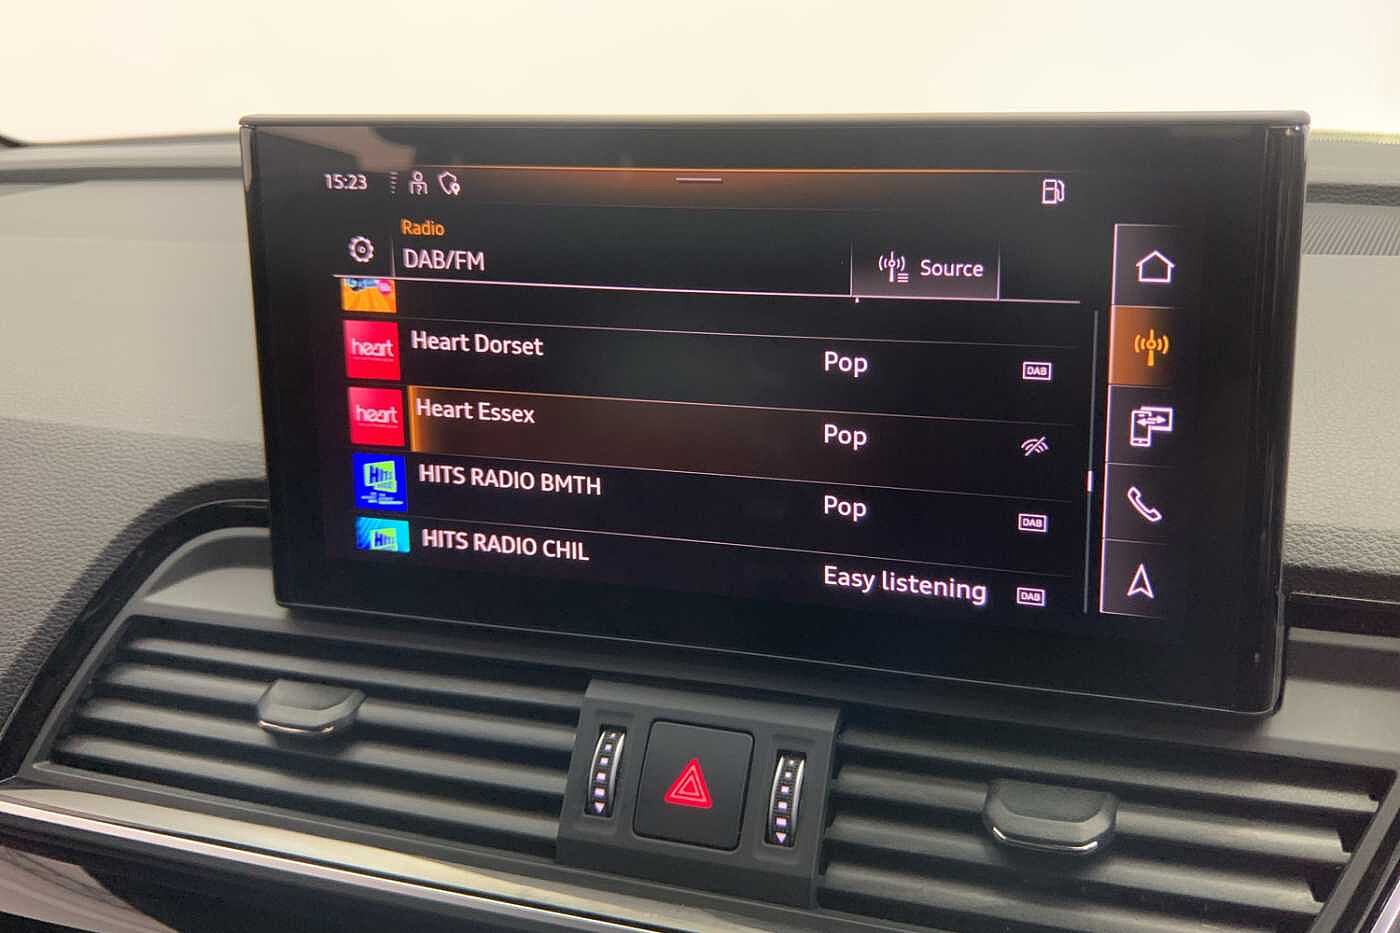 15:23
Radio
DAB/FM
Source
heart
Heart Dorset
Pop
DAB
heart
Heart Essex
Pop
HITS
HITS RADIO BMTH
Pop
DAB
HITS
HITS RADIO CHIL
Easy listening
DAB